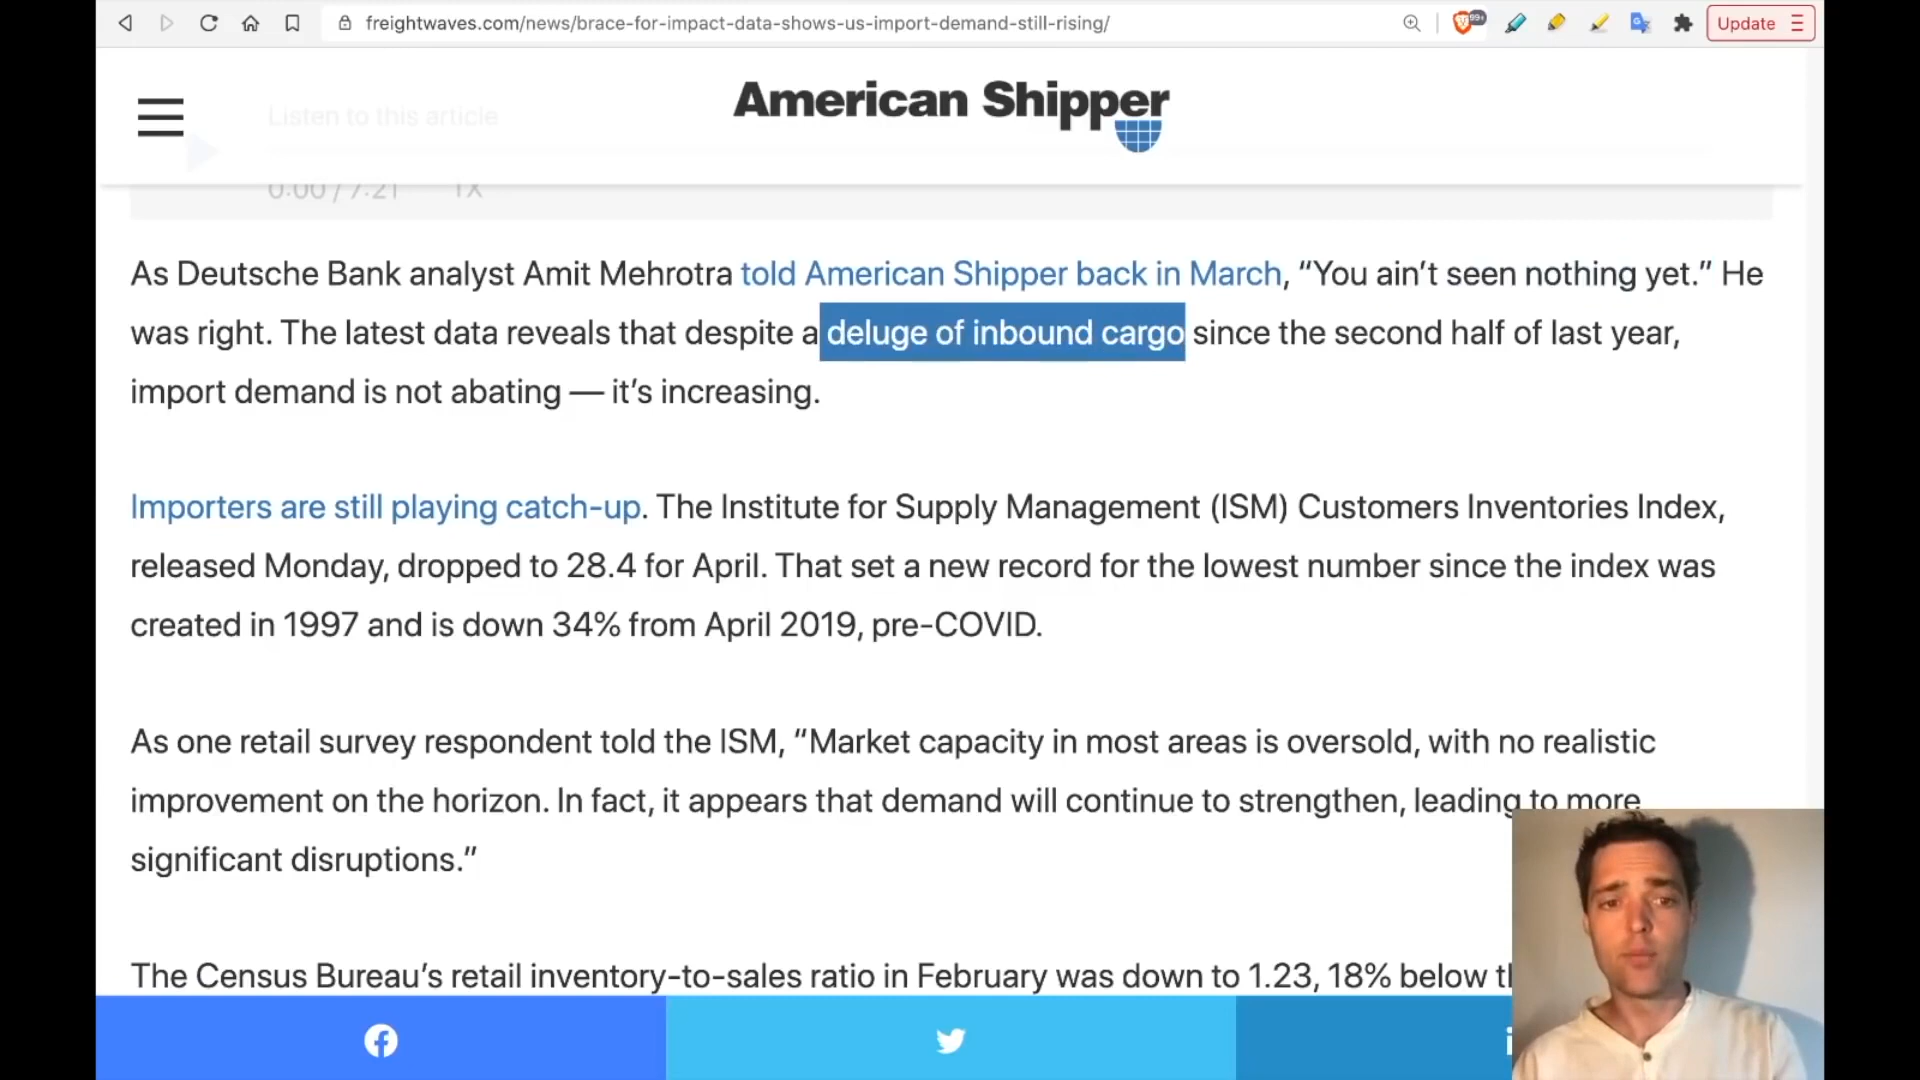 freightwaves.com/news/brace-for-impact-data-shows-us-import-demand-still-rising/
99+
Update
Listen to this article
American Shipper
0:00 / 7:21 1X
As Deutsche Bank analyst Amit Mehrotra told American Shipper back in March, “You ain’t seen nothing yet.” He
was right. The latest data reveals that despite a deluge of inbound cargo since the second half of last year,
import demand is not abating — it’s increasing.
Importers are still playing catch-up. The Institute for Supply Management (ISM) Customers Inventories Index,
released Monday, dropped to 28.4 for April. That set a new record for the lowest number since the index was
created in 1997 and is down 34% from April 2019, pre-COVID.
As one retail survey respondent told the ISM, “Market capacity in most areas is oversold, with no realistic
improvement on the horizon. In fact, it appears that demand will continue to strengthen, leading to more
significant disruptions.”
The Census Bureau’s retail inventory-to-sales ratio in February was down to 1.23, 18% below